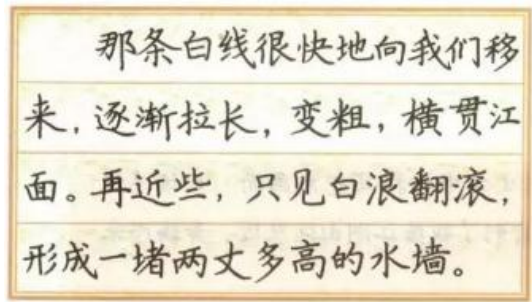 那条白线很快地向我们移
来,逐渐拉长,变粗,横贯江
面。再近些,只见白浪翻滚,
形成一堵两丈多高的水墙。